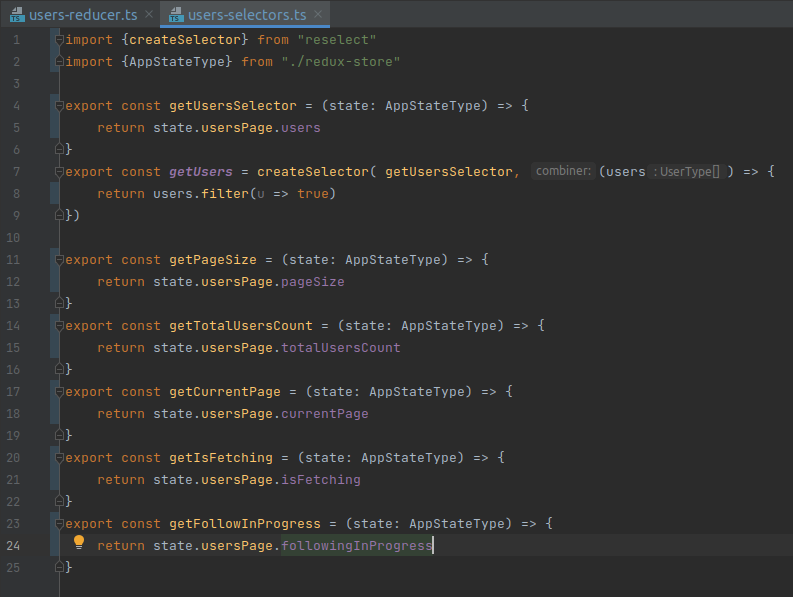 users-reducer.ts × users-selectors.ts ×
1 import {createSelector} from "reselect"
2 import {AppStateType} from "./redux-store"
3
4 export const getUsersSelector = (state: AppStateType) => {
5     return state.usersPage.users
6 }
7 export const getUsers = createSelector( getUsersSelector, combiner: (users : UserType[] ) => {
8     return users.filter(u => true)
9 })
10
11 export const getPageSize = (state: AppStateType) => {
12     return state.usersPage.pageSize
13 }
14 export const getTotalUsersCount = (state: AppStateType) => {
15     return state.usersPage.totalUsersCount
16 }
17 export const getCurrentPage = (state: AppStateType) => {
18     return state.usersPage.currentPage
19 }
20 export const getIsFetching = (state: AppStateType) => {
21     return state.usersPage.isFetching
22 }
23 export const getFollowInProgress = (state: AppStateType) => {
24     return state.usersPage.followingInProgress
25 }